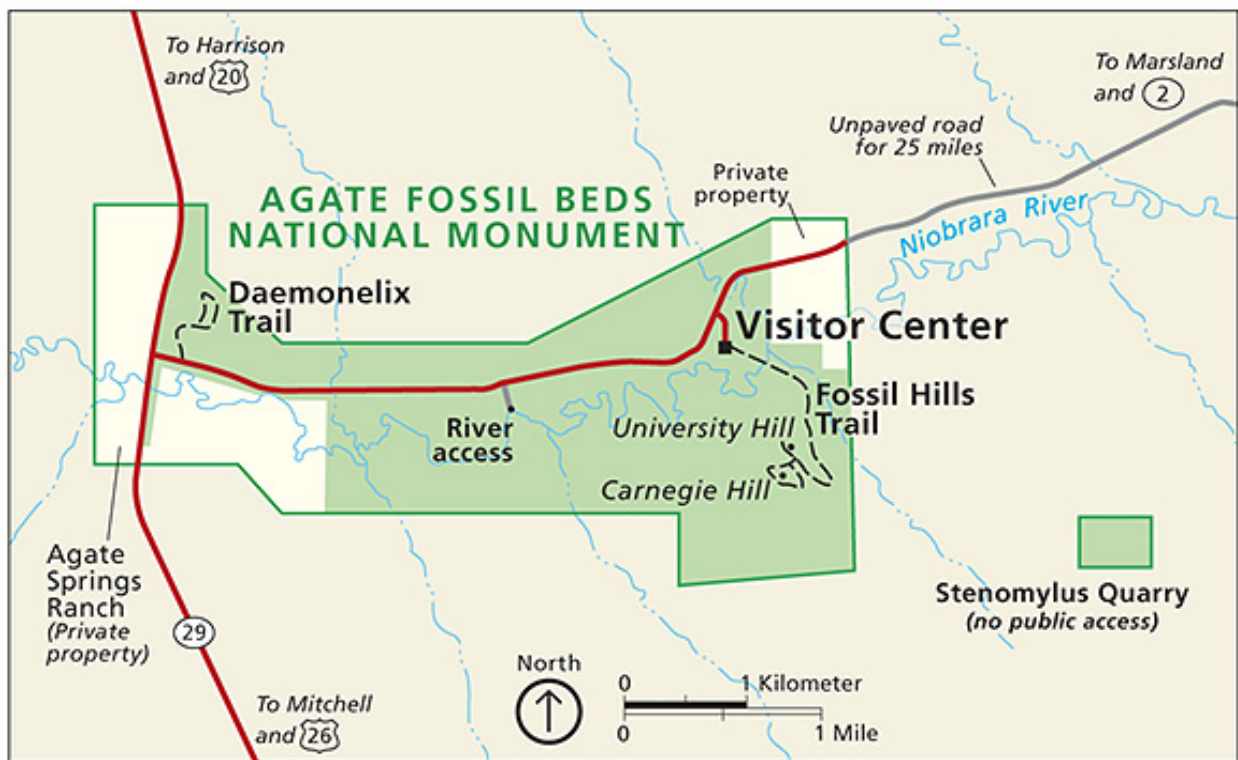 To Harrison
and 20
To Marsland
and 2
Unpaved road
for 25 miles
Private
property
AGATE FOSSIL BEDS
NATIONAL MONUMENT
Niobrara River
Daemonelix
Trail
Visitor Center
Fossil Hills
Trail
River
access
University Hill
Carnegie Hill
Agate
Springs
Ranch
(Private
property)
29
Stenomylus Quarry
(no public access)
To Mitchell
and 26
North
0 1 Kilometer
0 1 Mile